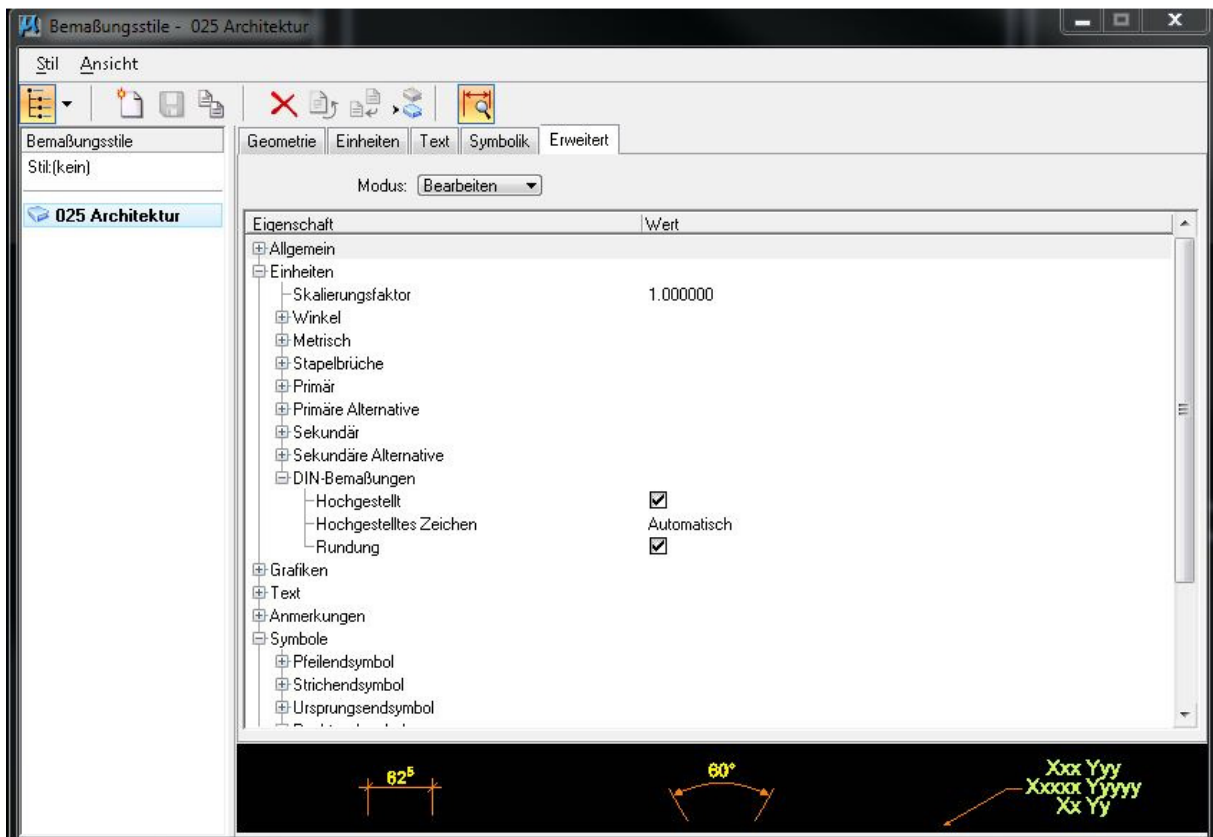 Bemaßungsstile - 025 Architektur
Stil Ansicht
Bemaßungsstile
Stil:(kein)
025 Architektur
Geometrie Einheiten Text Symbolik Erweitert
Modus: Bearbeiten
Eigenschaft Wert
Allgemein
Einheiten
Skalierungsfaktor 1.000000
Winkel
Metrisch
Stapelbrüche
Primär
Primäre Alternative
Sekundär
Sekundäre Alternative
DIN-Bemaßungen
Hochgestellt
Hochgestelltes Zeichen Automatisch
Rundung
Grafiken
Text
Anmerkungen
Symbole
Pfeilendsymbol
Strichendsymbol
Ursprungsendsymbol
62⁵ 60° Xxx Yyy
Xxxxx Yyyyy
Xx Yy